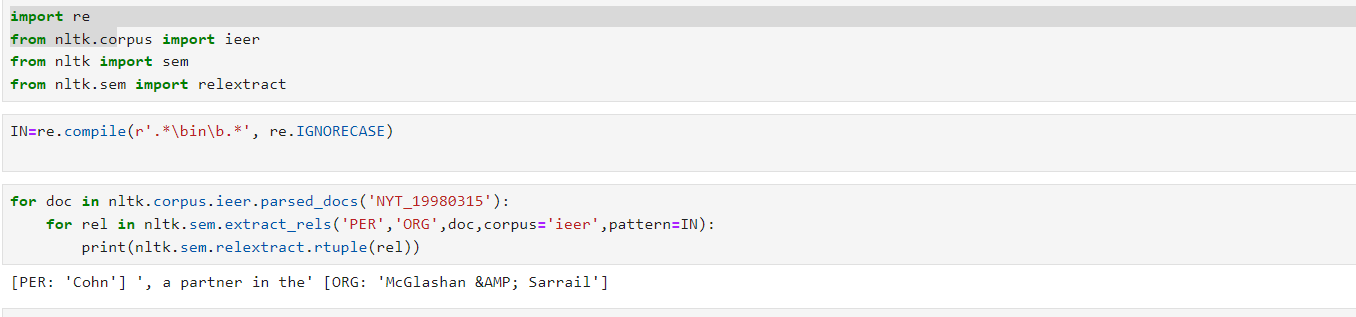 import re
from nltk.corpus import ieer
from nltk import sem
from nltk.sem import relextract
IN=re.compile(r'.*\bin\b.*', re.IGNORECASE)
for doc in nltk.corpus.ieer.parsed_docs('NYT_19980315'):
    for rel in nltk.sem.extract_rels('PER','ORG',doc,corpus='ieer',pattern=IN):
        print(nltk.sem.relextract.rtuple(rel))
[PER: 'Cohn'] ', a partner in the' [ORG: 'McGlashan &AMP; Sarrail']